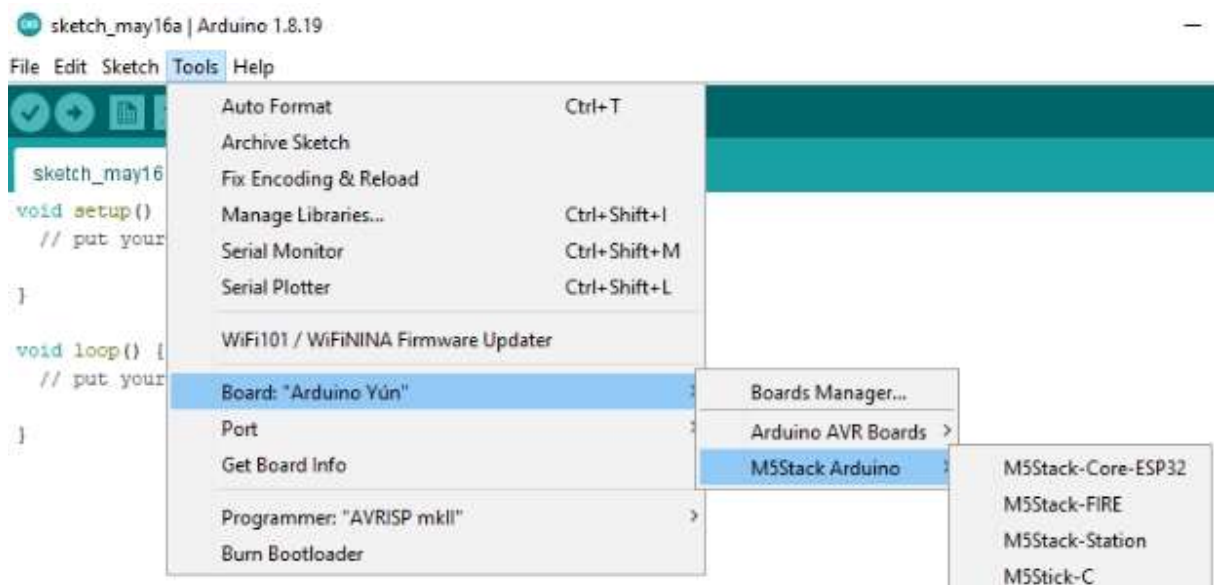 sketch_may16a | Arduino 1.8.19
File Edit Sketch Tools Help
Auto Format Ctrl+T
Archive Sketch
sketch_may16
Fix Encoding & Reload
void setup()
Manage Libraries... Ctrl+Shift+I
// put your
Serial Monitor Ctrl+Shift+M
Serial Plotter Ctrl+Shift+L
}
WiFi101 / WiFiNINA Firmware Updater
void loop() {
// put your
Board: "Arduino Yún" Boards Manager...
Port Arduino AVR Boards
}
Get Board Info M5Stack Arduino M5Stack-Core-ESP32
M5Stack-FIRE
Programmer: "AVRISP mkII"
M5Stack-Station
Burn Bootloader
M5Stick-C